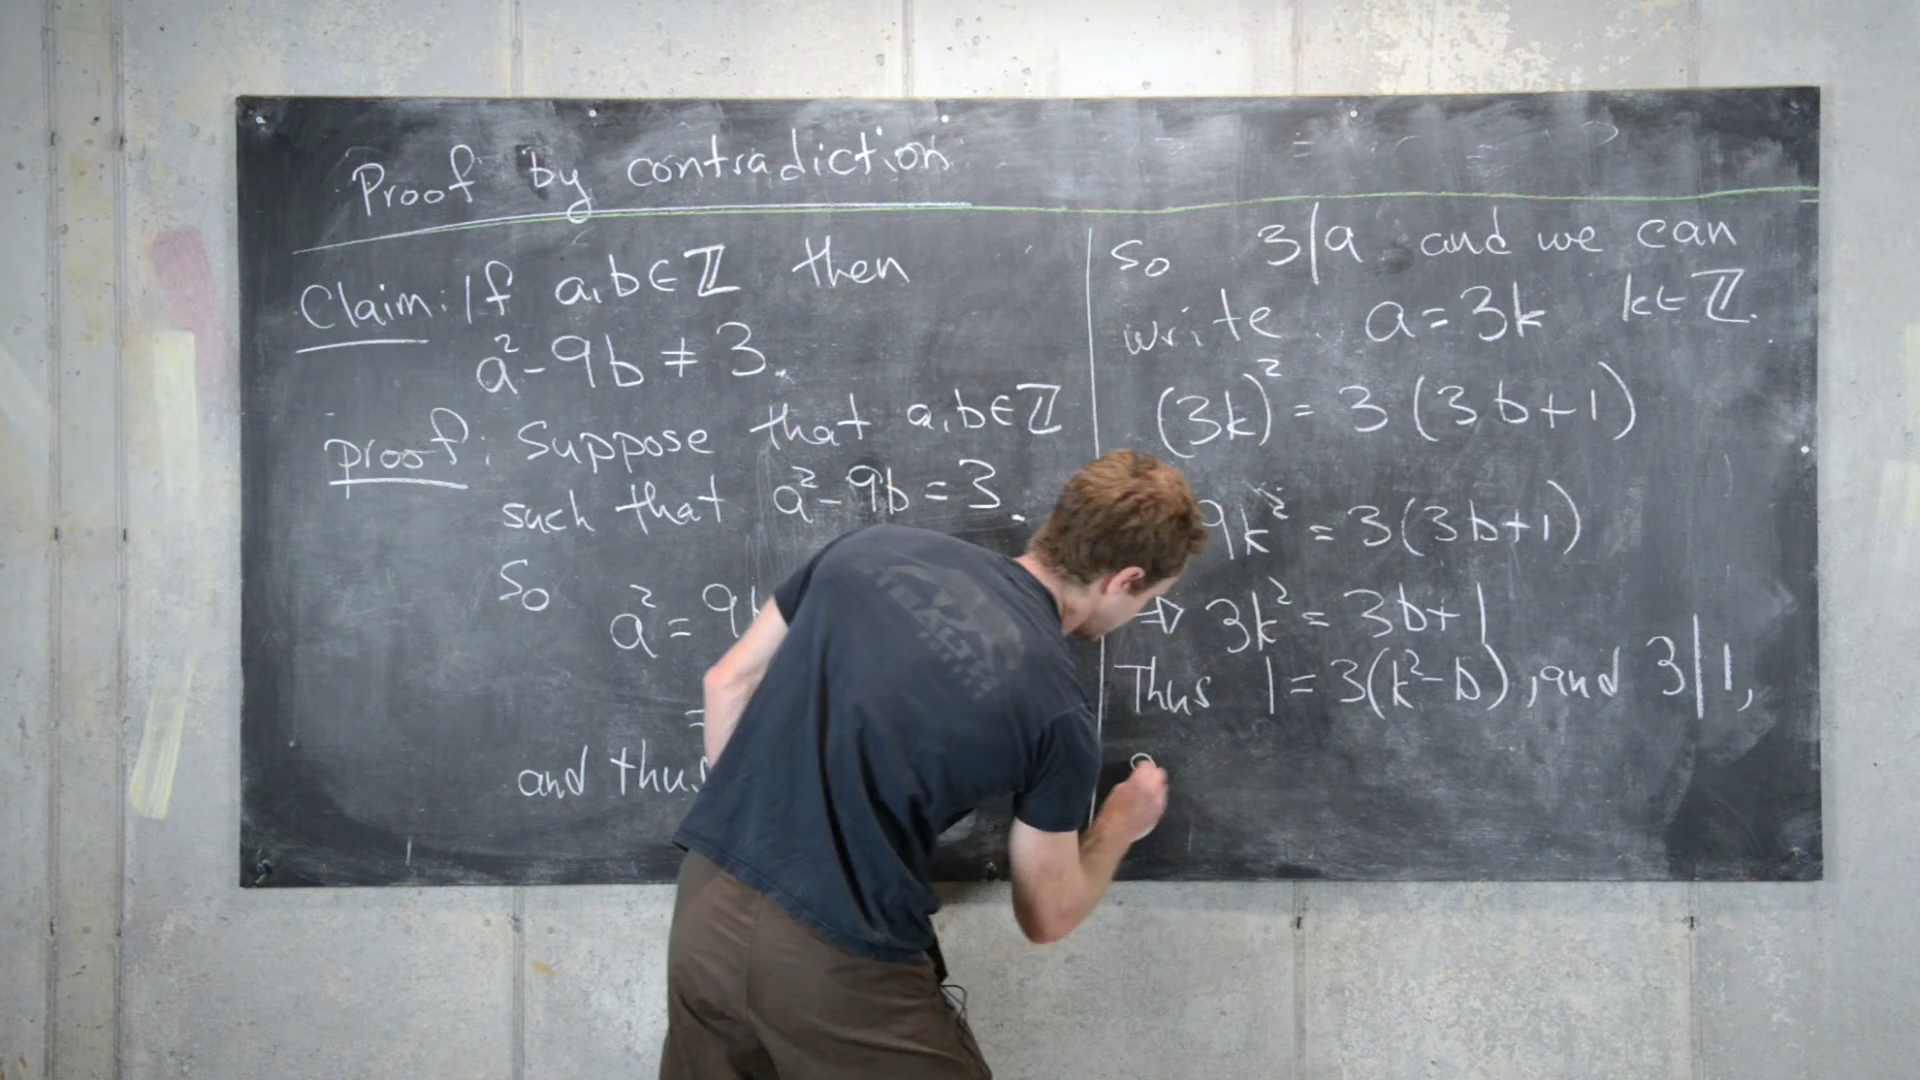 Proof by contradiction
Claim: If a,b∈ℤ then
a²-9b ≠ 3.
proof: Suppose that a,b∈ℤ
such that a²-9b = 3.
So a² = 9b
=
and thus
So 3|a and we can
write a=3k k∈ℤ.
(3k)² = 3(3b+1)
9k² = 3(3b+1)
⇒ 3k² = 3b+1
Thus 1 = 3(k²-b), and 3|1,